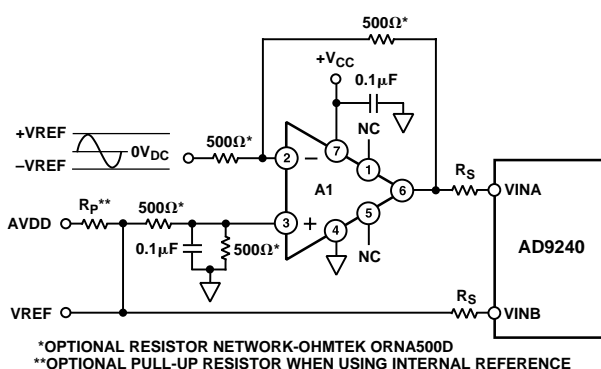 500Ω*
+VCC
0.1µF
+VREF
0VDC
–VREF
500Ω*
NC
2
–
7
1
A1
6
RS
VINA
RP**
AVDD
500Ω*
3
+
5
4
0.1µF
500Ω*
NC
AD9240
VREF
RS
VINB
*OPTIONAL RESISTOR NETWORK-OHMTEK ORNA500D
**OPTIONAL PULL-UP RESISTOR WHEN USING INTERNAL REFERENCE